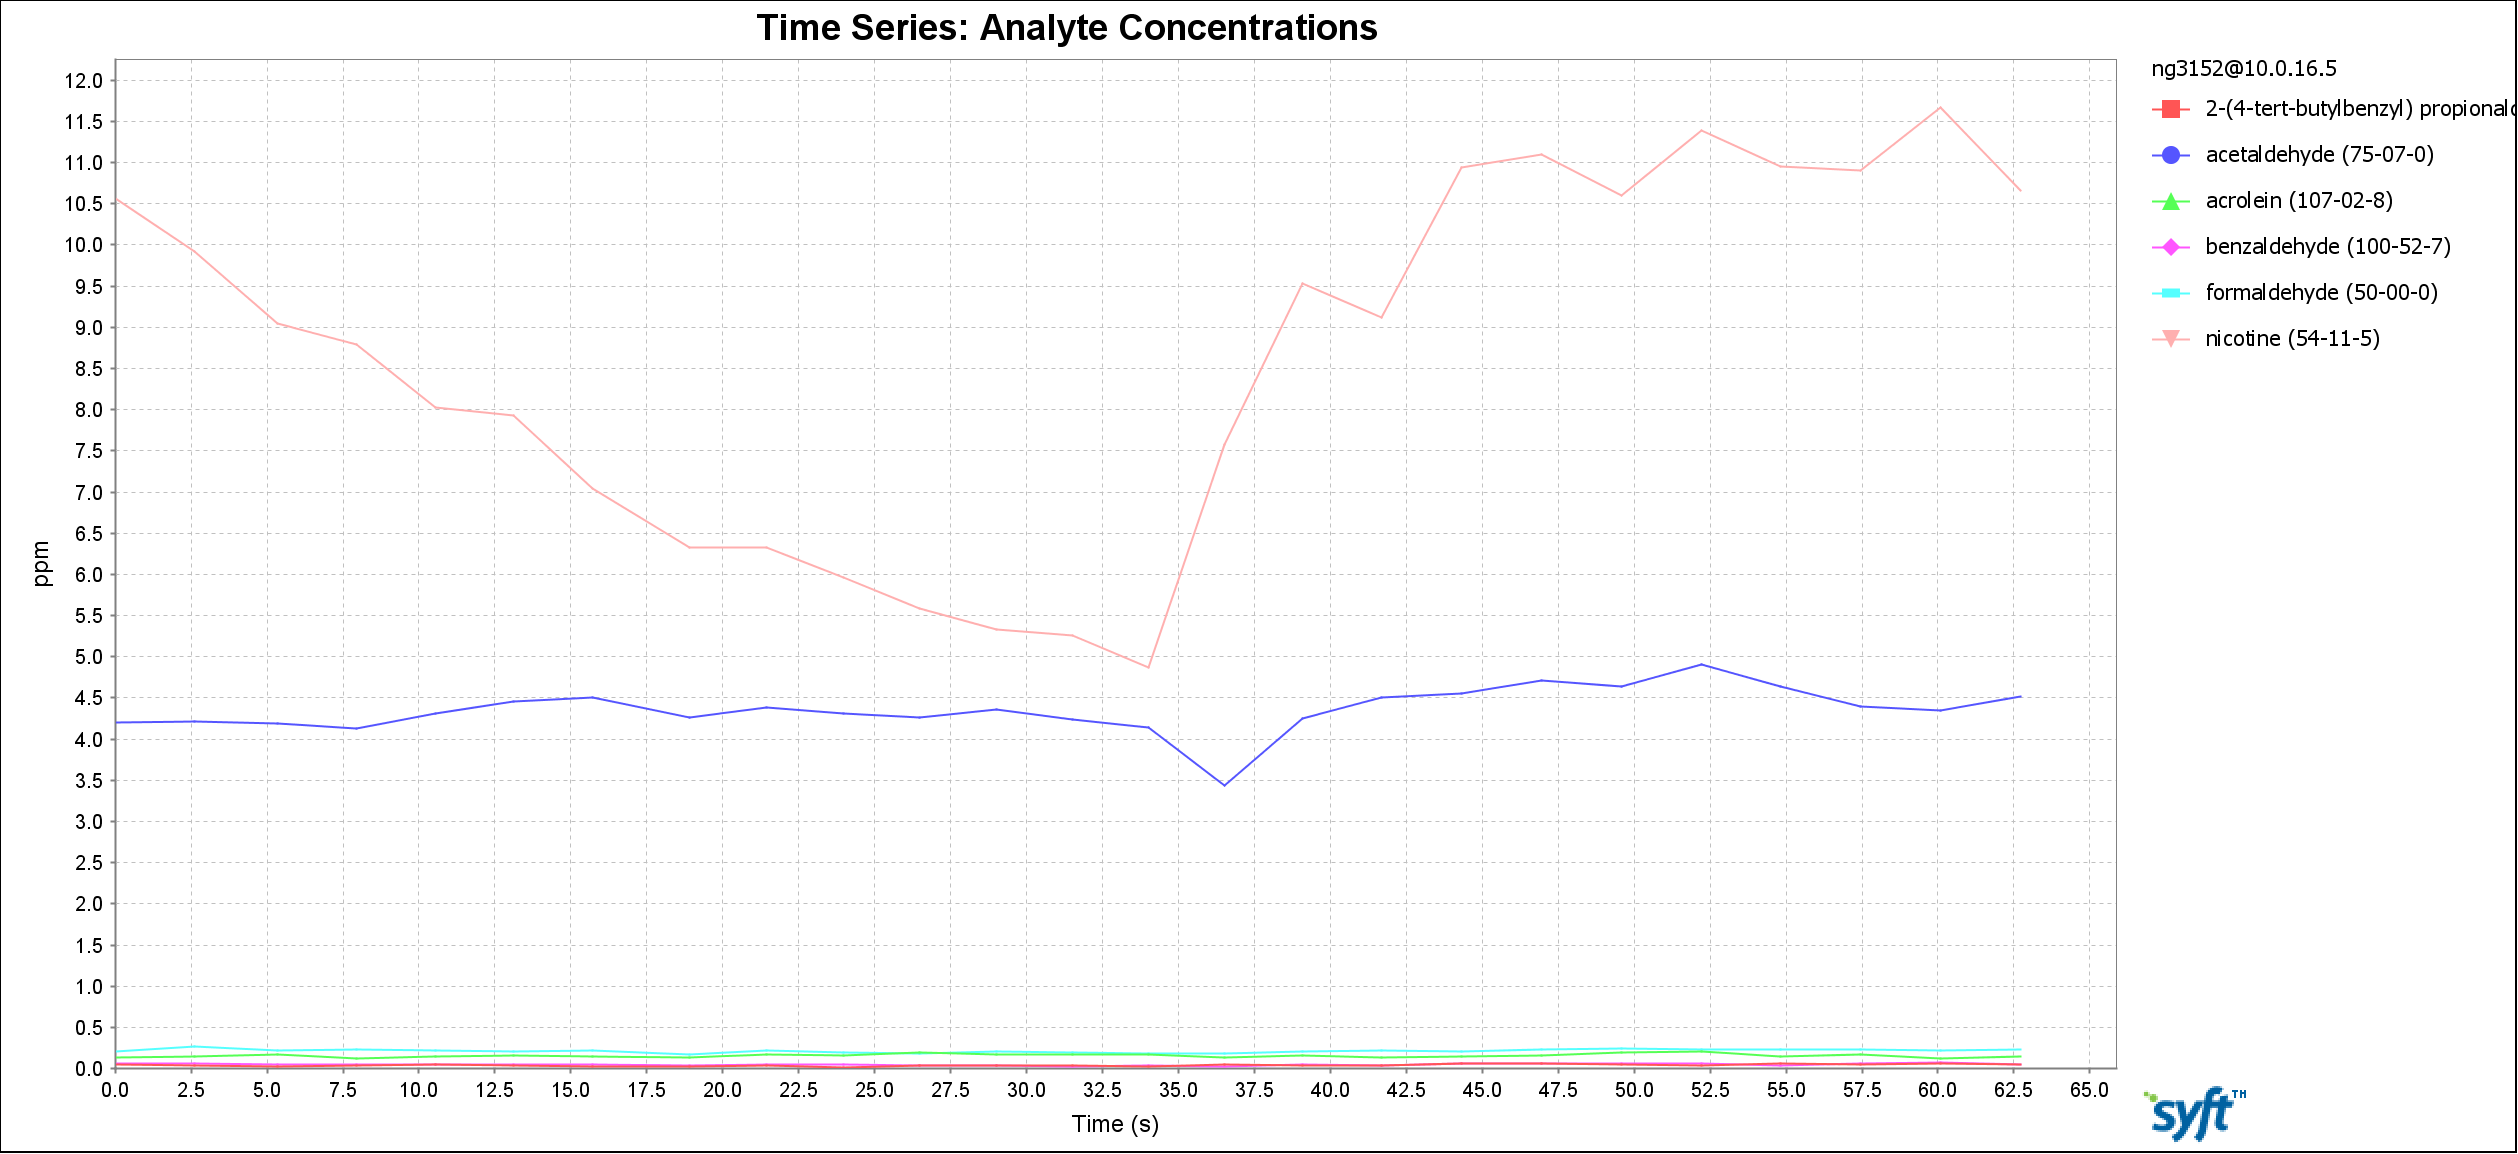 Time Series: Analyte Concentrations
ng3152@10.0.16.5
2-(4-tert-butylbenzyl) propionald
acetaldehyde (75-07-0)
acrolein (107-02-8)
benzaldehyde (100-52-7)
formaldehyde (50-00-0)
nicotine (54-11-5)
12.0
11.5
11.0
10.5
10.0
9.5
9.0
8.5
8.0
7.5
7.0
6.5
6.0
5.5
5.0
4.5
4.0
3.5
3.0
2.5
2.0
1.5
1.0
0.5
0.0
ppm
0.0 2.5 5.0 7.5 10.0 12.5 15.0 17.5 20.0 22.5 25.0 27.5 30.0 32.5 35.0 37.5 40.0 42.5 45.0 47.5 50.0 52.5 55.0 57.5 60.0 62.5 65.0
Time (s)
syft™